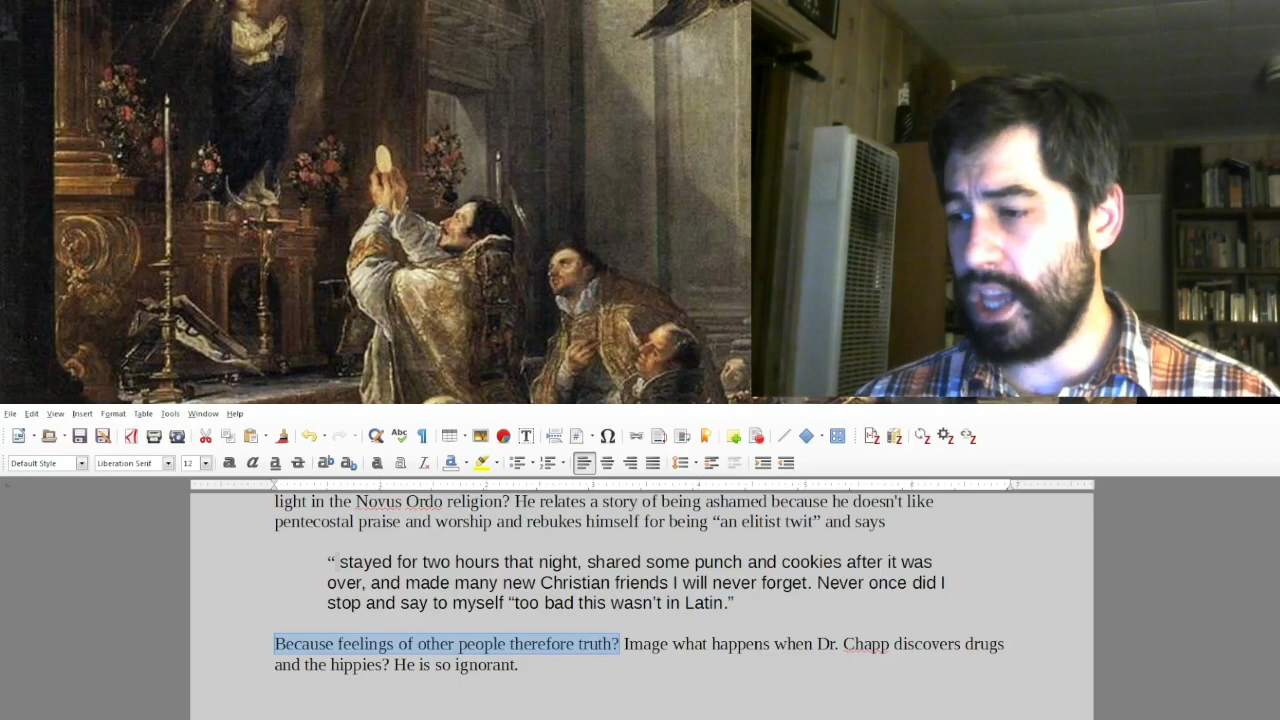 File Edit View Insert Format Table Tools Window Help
Default Style Liberation Serif 12
light in the Novus Ordo religion? He relates a story of being ashamed because he doesn't like
pentecostal praise and worship and rebukes himself for being “an elitist twit” and says
“ stayed for two hours that night, shared some punch and cookies after it was
over, and made many new Christian friends I will never forget. Never once did I
stop and say to myself “too bad this wasn’t in Latin.”
Because feelings of other people therefore truth? Image what happens when Dr. Chapp discovers drugs
and the hippies? He is so ignorant.